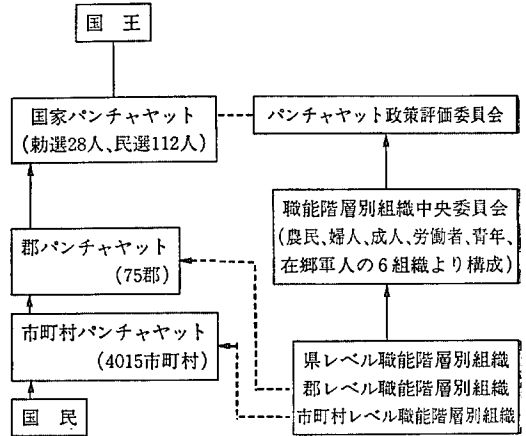 国 王
国家パンチャヤット
(勅選28人、民選112人)
パンチャヤット政策評価委員会
職能階層別組織中央委員会
(農民、婦人、成人、労働者、青年、
在郷軍人の6組織より構成)
郡パンチャヤット
(75郡)
市町村パンチャヤット
(4015市町村)
県レベル職能階層別組織
郡レベル職能階層別組織
市町村レベル職能階層別組織
国 民